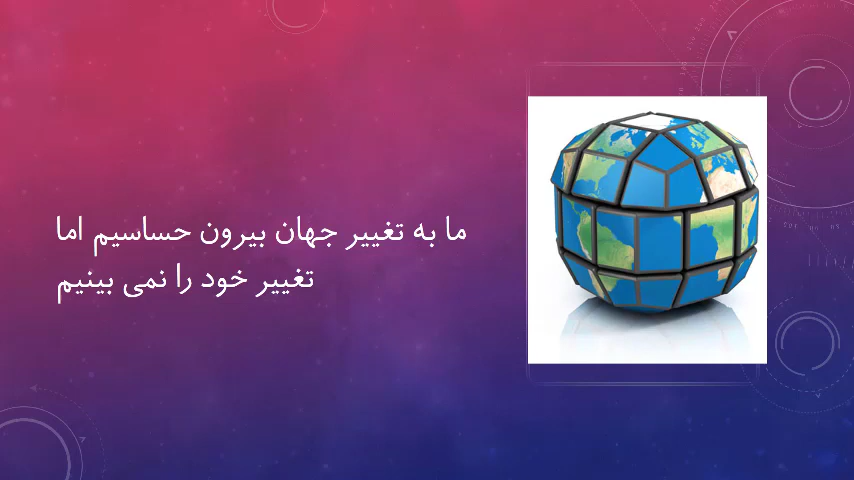 ما به تغییر جهان بیرون حساسیم اما
تغییر خود را نمی بینیم